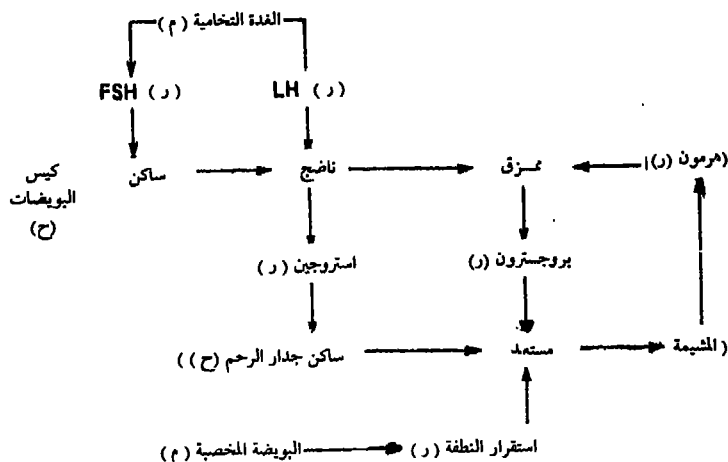 الغدة النخامية ( م )
FSH ( ر )
LH ( ر )
كيس
البويضات
(ح)
ساكن
ناضج
ممـزق
(هرمون (ر)
استروجين ( ر )
بروجسترون (ر)
ساكن جدار الرحم (ح ) )
مستعد
( المشيمة
البويضة المخصبة ( م )
استقرار النطفة ( ر )